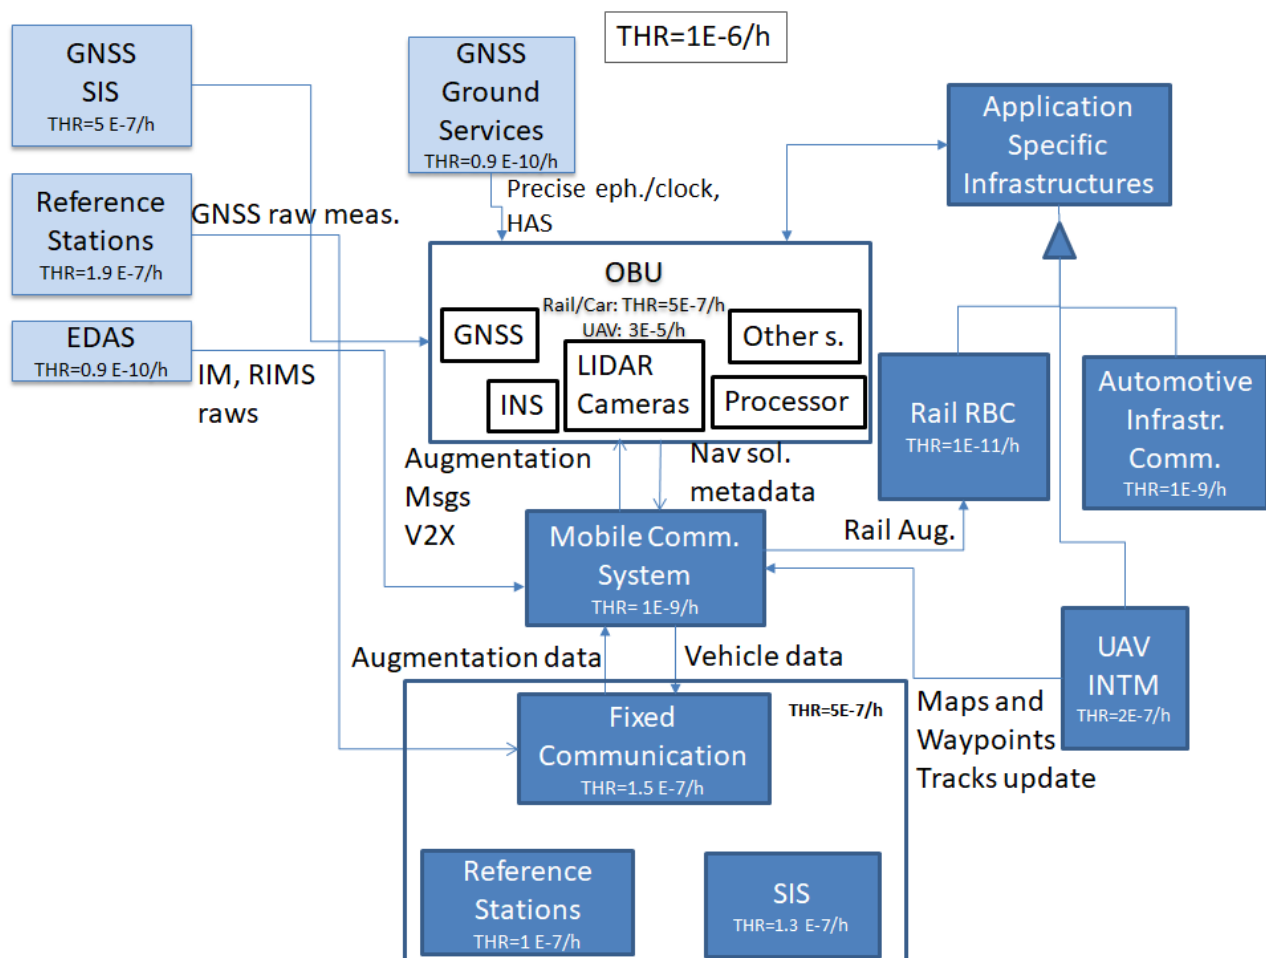 THR=1E-6/h
GNSS
SIS
THR=5 E-7/h
GNSS
Ground
Services
THR=0.9 E-10/h
Application
Specific
Infrastructures
Reference
Stations
THR=1.9 E-7/h
GNSS raw meas.
Precise eph./clock,
HAS
EDAS
THR=0.9 E-10/h
IM, RIMS
raws
OBU
Rail/Car: THR=5E-7/h
UAV: 3E-5/h
GNSS
Other s.
INS
LIDAR
Cameras
Processor
Rail RBC
THR=1E-11/h
Automotive
Infrastr.
Comm.
THR=1E-9/h
Augmentation
Msgs
V2X
Nav sol.
metadata
Mobile Comm.
System
THR= 1E-9/h
Rail Aug.
Augmentation data
Vehicle data
UAV
INTM
THR=2E-7/h
Maps and
Waypoints
Tracks update
THR=5E-7/h
Fixed
Communication
THR=1.5 E-7/h
Reference
Stations
THR=1 E-7/h
SIS
THR=1.3 E-7/h